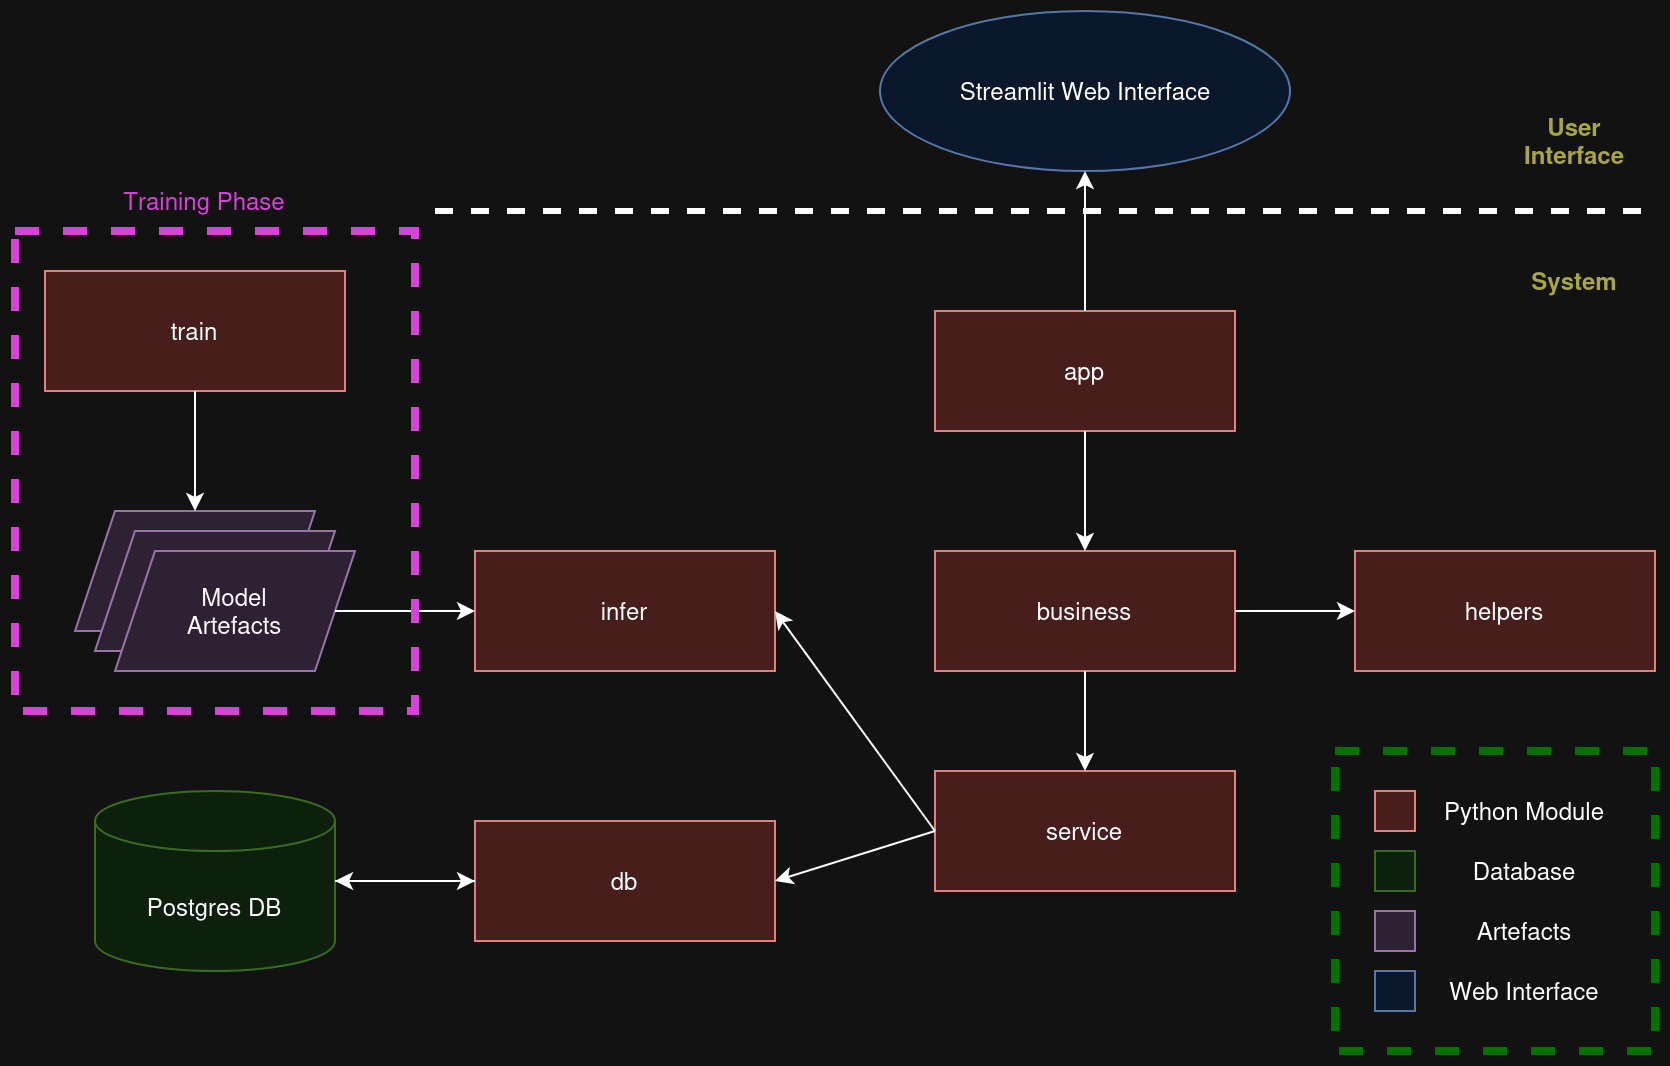 Streamlit Web Interface
User
Interface
Training Phase
System
train
app
Model
Artefacts
infer
business
helpers
service
db
Postgres DB
Python Module
Database
Artefacts
Web Interface